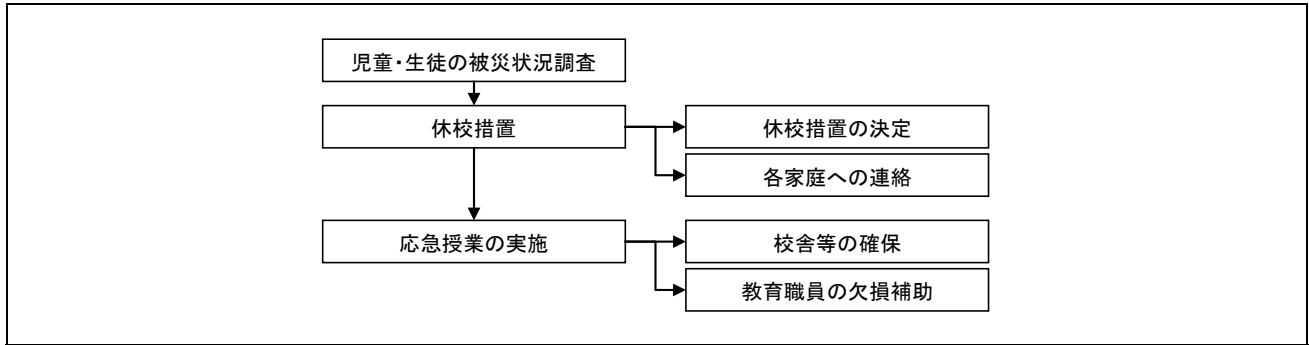 児童・生徒の被災状況調査
休校措置
休校措置の決定
各家庭への連絡
応急授業の実施
校舎等の確保
教育職員の欠損補助